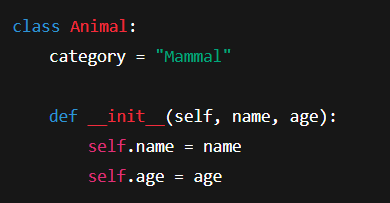 class Animal:
    category = "Mammal"
    def __init__(self, name, age):
        self.name = name
        self.age = age